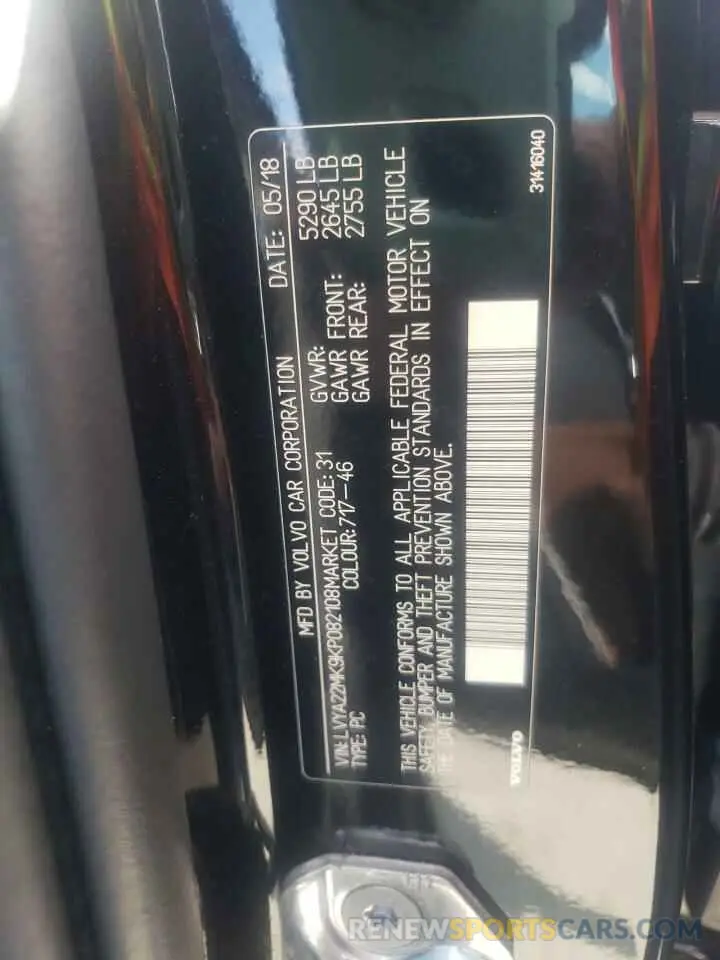 MFD BY VOLVO CAR CORPORATION DATE: 05/18
GVWR: 5290 LB
VIN: LVYA22MK9KP082108 MARKET CODE: 31 GAWR FRONT: 2645 LB
TYPE: PC COLOUR: 717-46 GAWR REAR: 2755 LB
THIS VEHICLE CONFORMS TO ALL APPLICABLE FEDERAL MOTOR VEHICLE
SAFETY, BUMPER AND THEFT PREVENTION STANDARDS IN EFFECT ON
THE DATE OF MANUFACTURE SHOWN ABOVE.
VOLVO 31416040
RENEWSPORTSCARS.COM